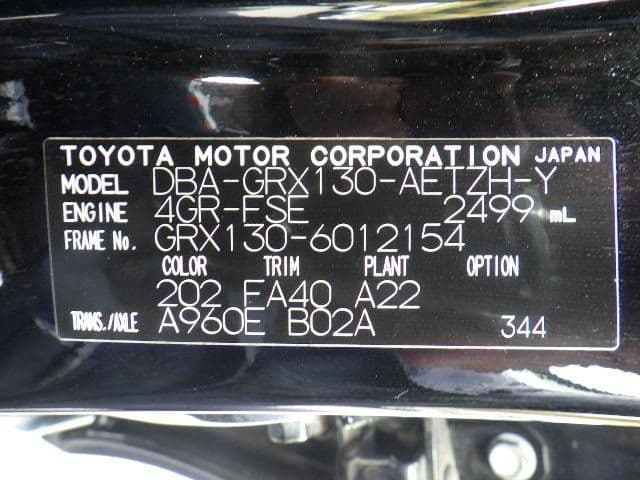 TOYOTA MOTOR CORPORATION JAPAN
MODEL DBA-GRX130-AETZH-Y
ENGINE 4GR-FSE 2499 mL
FRAME No. GRX130-6012154
COLOR TRIM PLANT OPTION
202 FA40 A22
TRANS./AXLE A960E B02A 344